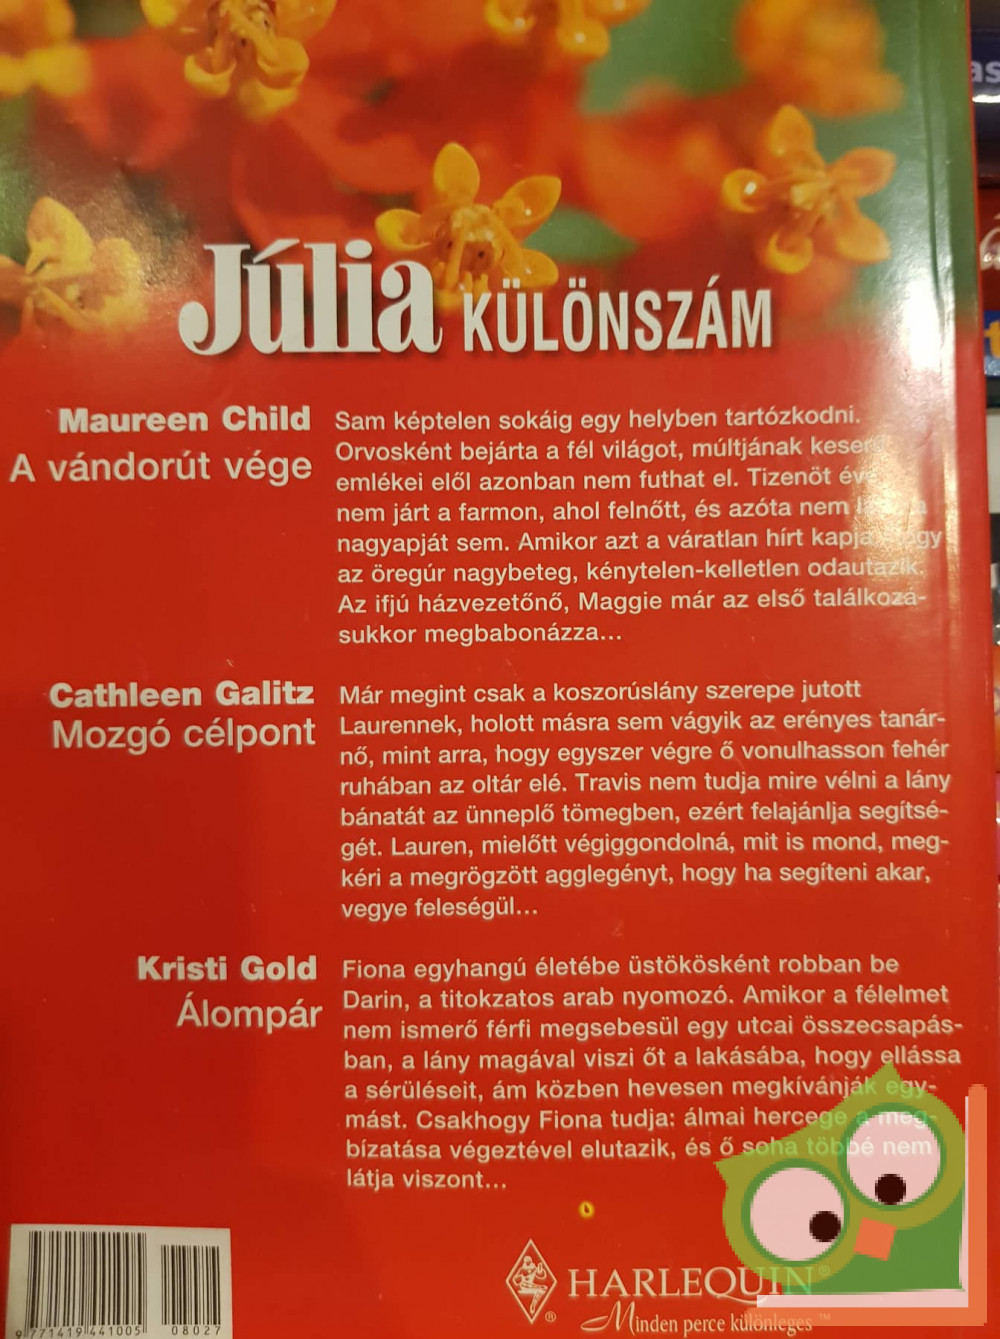 Júlia KÜLÖNSZÁM
Maureen Child
A vándorút vége
Sam képtelen sokáig egy helyben tartózkodni.
Orvosként bejárta a fél világot, múltjának
emlékei elől azonban nem futhat el. Tizenöt
nem járt a farmon, ahol felnőtt, és azóta nem
nagyapját sem. Amikor azt a váratlan hírt kapja, hogy
az öregúr nagybeteg, kénytelen-kelletlen odautazik.
Az ifjú házvezetőnő, Maggie már az első találkozá-
sukkor megbabonázza...
Cathleen Galitz
Mozgó célpont
Már megint csak a koszorúslány szerepe jutott
Laurennek, holott másra sem vágyik az erényes tanár-
nő, mint arra, hogy egyszer végre ő vonulhasson fehér
ruhában az oltár elé. Travis nem tudja mire vélni a lány
bánatát az ünneplő tömegben, ezért felajánlja segítsé-
gét. Lauren, mielőtt végiggondolná, mit is mond, meg-
kéri a megrögzött agglegényt, hogy ha segíteni akar,
vegye feleségül...
Kristi Gold
Álompár
Fiona egyhangú életébe üstökösként robban be
Darin, a titokzatos arab nyomozó. Amikor a félelmet
nem ismerő férfi megsebesül egy utcai összecsapás-
ban, a lány magával viszi őt a lakásába, hogy ellássa
a sérüléseit, ám közben hevesen megkívánják egy-
mást. Csakhogy Fiona tudja: álmai hercege a meg-
bízatása végeztével elutazik, és ő soha többé nem
látja viszont...
9 771419 441005 08027
HARLEQUIN®
Minden perce különleges™